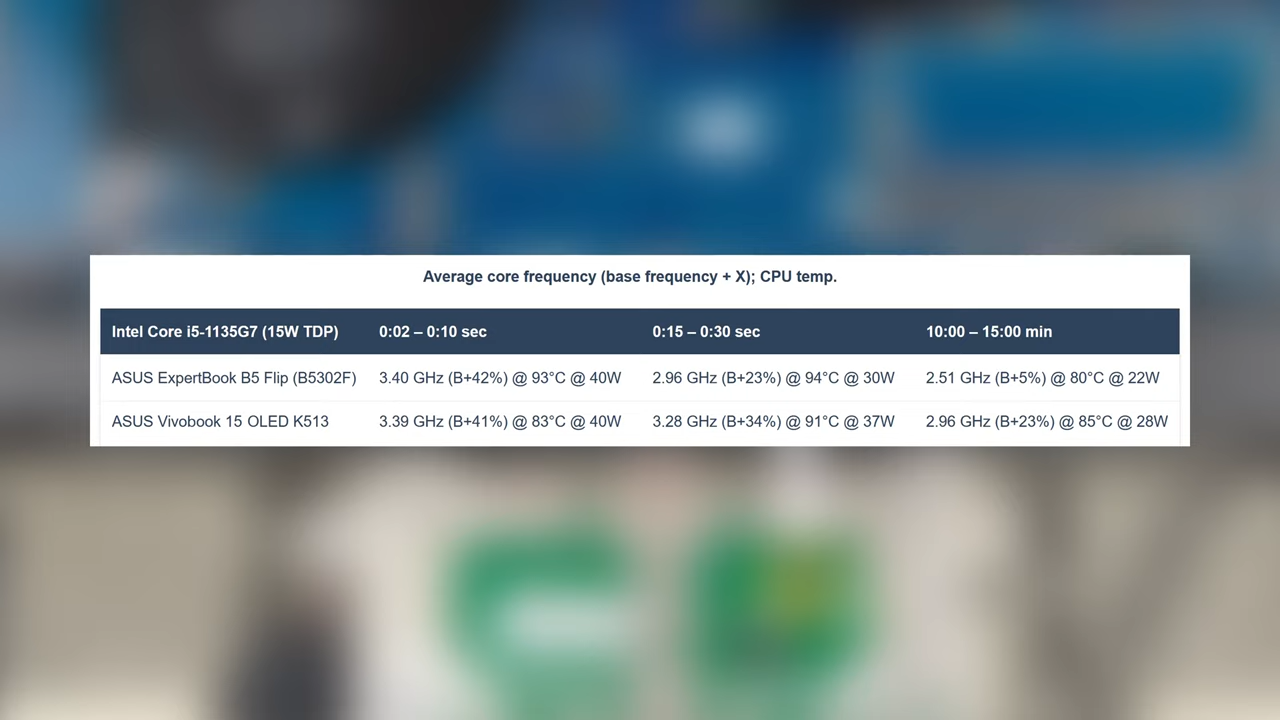 Average core frequency (base frequency + X); CPU temp.
Intel Core i5-1135G7 (15W TDP) 0:02 – 0:10 sec 0:15 – 0:30 sec 10:00 – 15:00 min
ASUS ExpertBook B5 Flip (B5302F) 3.40 GHz (B+42%) @ 93°C @ 40W 2.96 GHz (B+23%) @ 94°C @ 30W 2.51 GHz (B+5%) @ 80°C @ 22W
ASUS Vivobook 15 OLED K513 3.39 GHz (B+41%) @ 83°C @ 40W 3.28 GHz (B+34%) @ 91°C @ 37W 2.96 GHz (B+23%) @ 85°C @ 28W